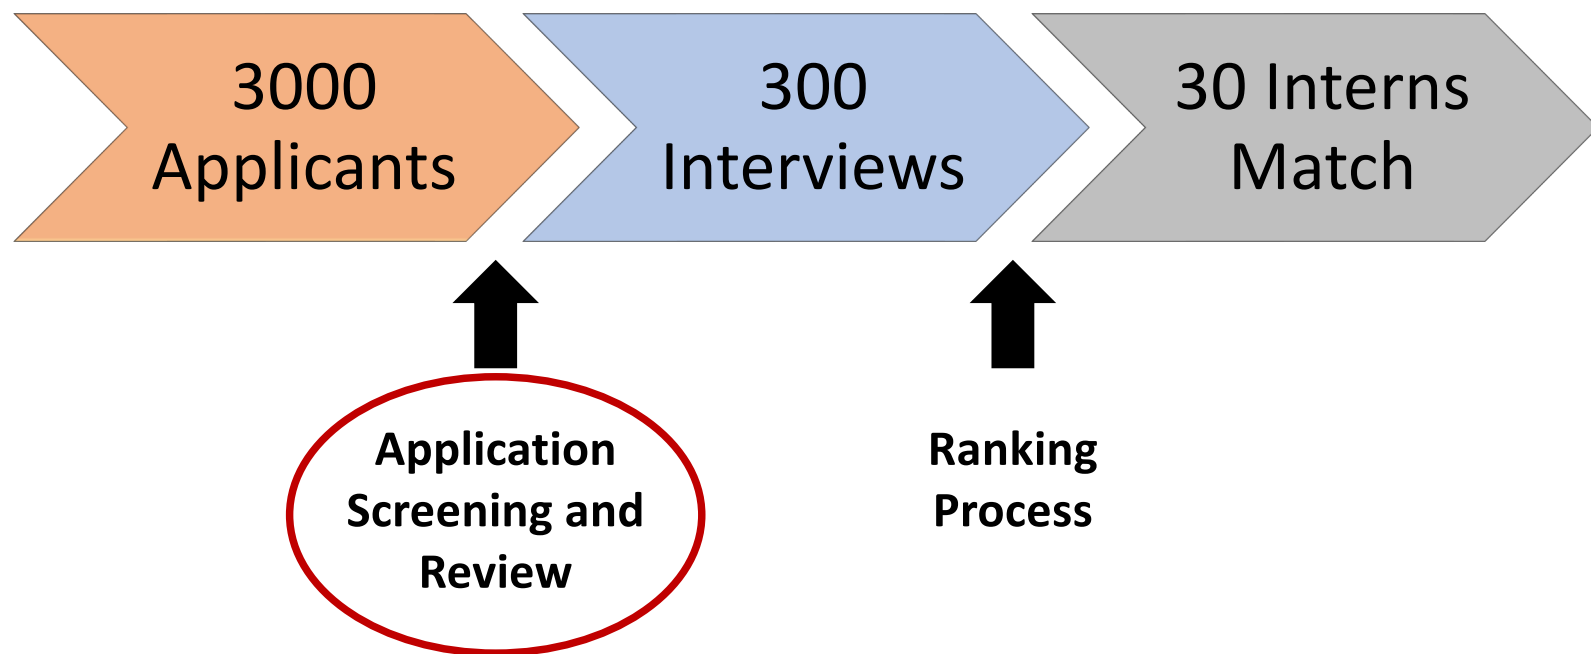 3000
Applicants
300
Interviews
30 Interns
Match
Application
Screening and
Review
Ranking
Process